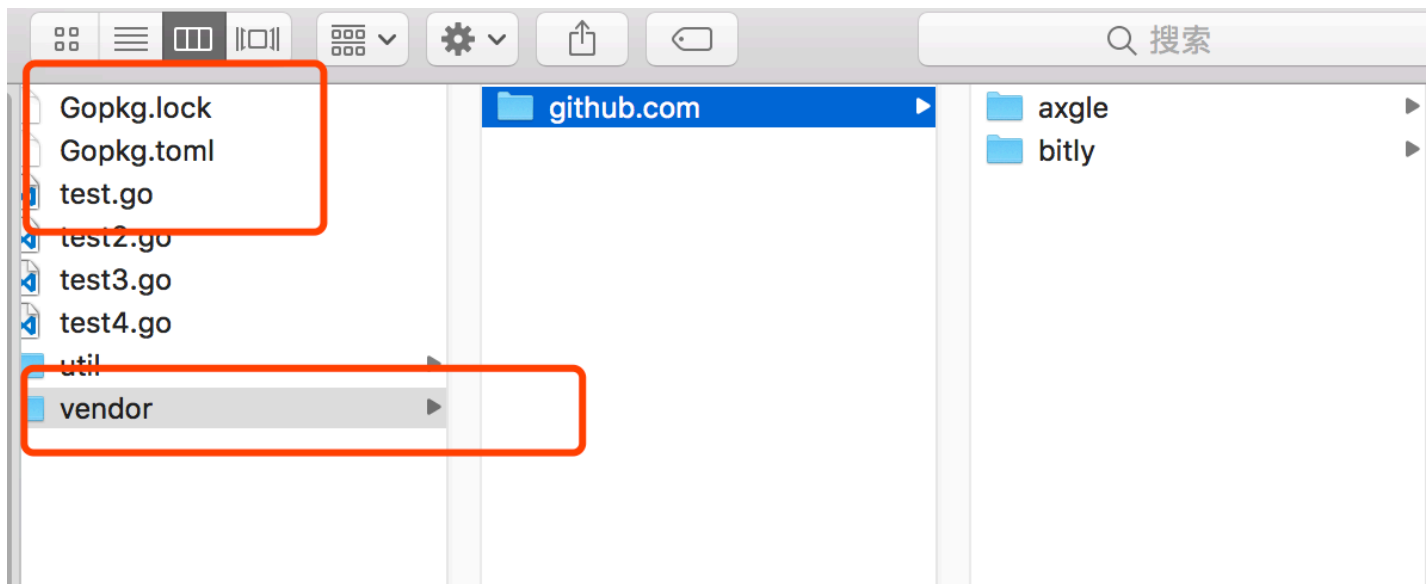 搜索
Gopkg.lock
Gopkg.toml
test.go
test2.go
test3.go
test4.go
util
vendor
github.com
axgle
bitly